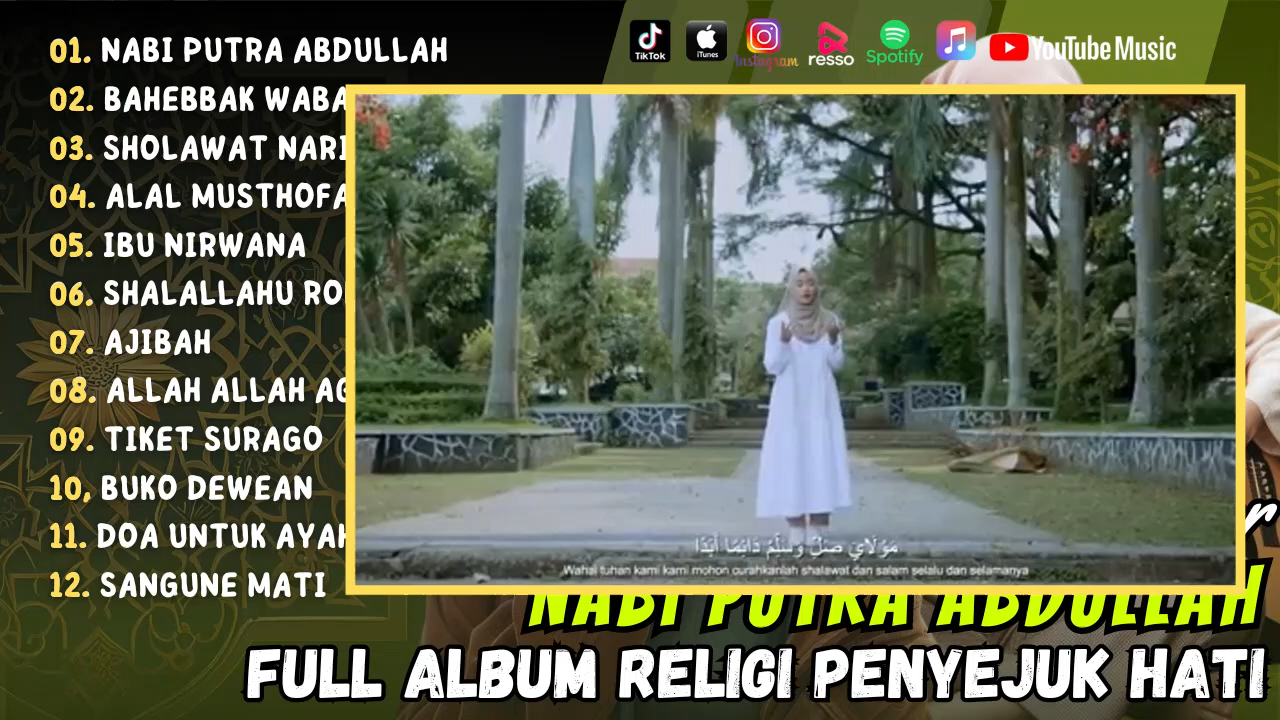 01. NABI PUTRA ABDULLAH
02. BAHEBBAK WABA
03. SHOLAWAT NARI
04. ALAL MUSTHOFA
05. IBU NIRWANA
06. SHALALLAHU RO
07. AJIBAH
08. ALLAH ALLAH AG
09. TIKET SURAGO
10, BUKO DEWEAN
11. DOA UNTUK AYAH
12. SANGUNE MATI
TikTok
iTunes
Instagram
resso
Spotify
YouTube Music
مَوْلَايَ صَلِّ وَسَلِّمْ دَائِمًا أَبَدًا
Wahai tuhan kami kami mohon curahkanlah shalawat dan salam selalu dan selamanya
NABI PUTRA ABDULLAH
FULL ALBUM RELIGI PENYEJUK HATI